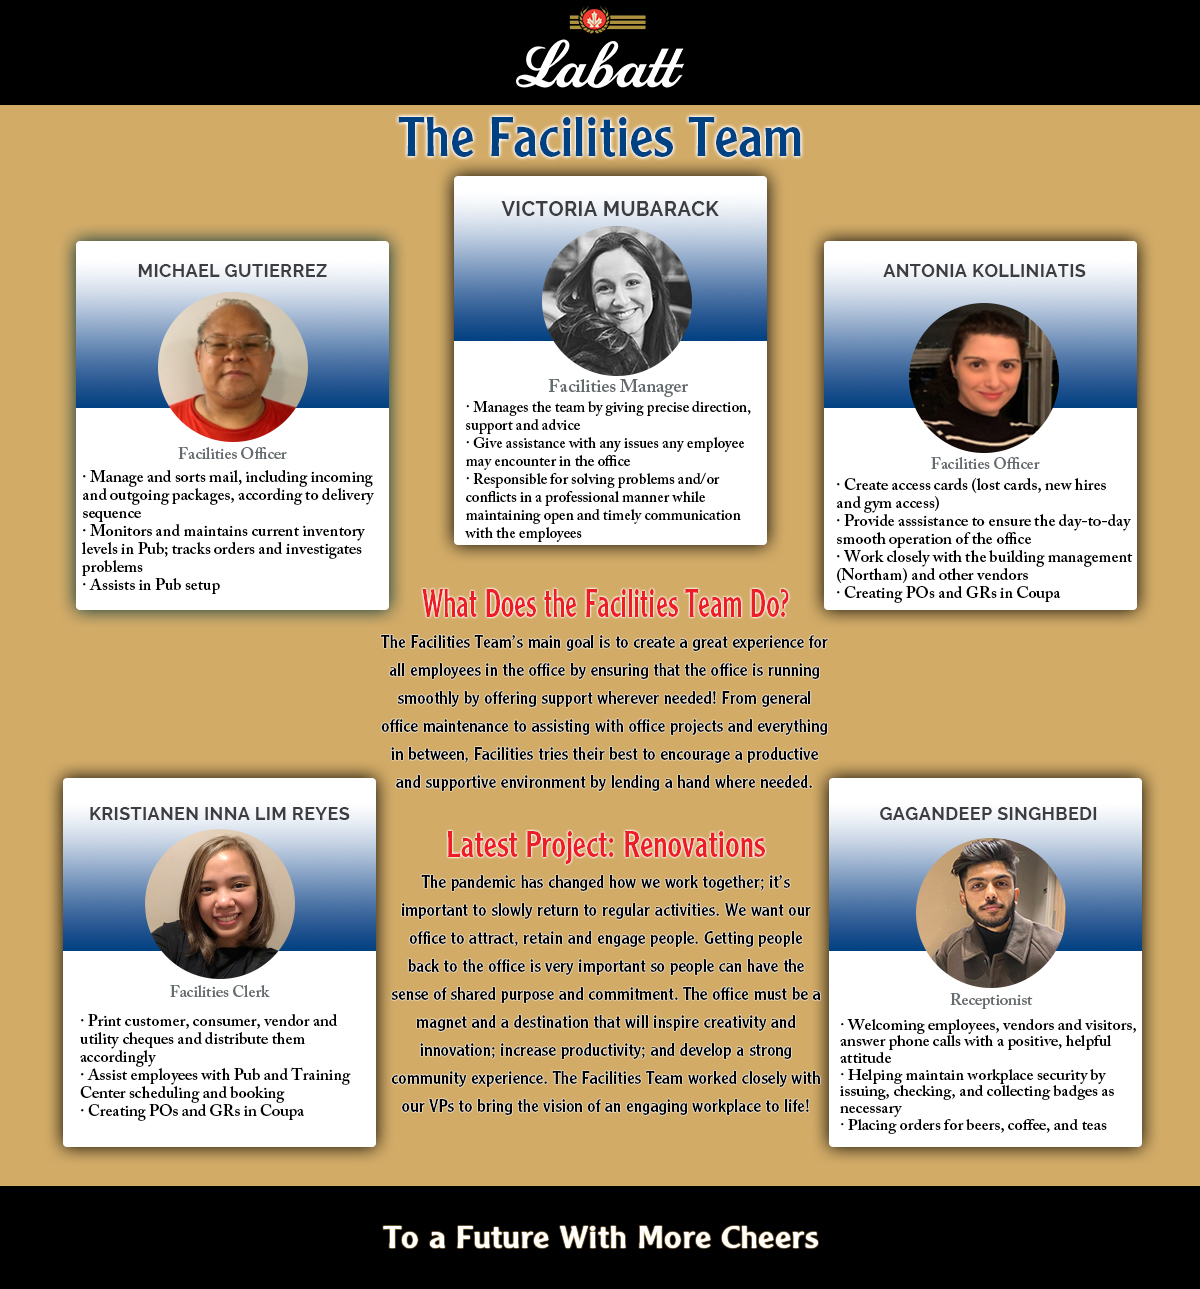 Labatt
The Facilities Team
VICTORIA MUBARACK
Facilities Manager
· Manages the team by giving precise direction,
support and advice
· Give assistance with any issues any employee
may encounter in the office
· Responsible for solving problems and/or
conflicts in a professional manner while
maintaining open and timely communication
with the employees
MICHAEL GUTIERREZ
Facilities Officer
· Manage and sorts mail, including incoming
and outgoing packages, according to delivery
sequence
· Monitors and maintains current inventory
levels in Pub; tracks orders and investigates
problems
· Assists in Pub setup
ANTONIA KOLLINIATIS
Facilities Officer
· Create access cards (lost cards, new hires
and gym access)
· Provide asssistance to ensure the day-to-day
smooth operation of the office
· Work closely with the building management
(Northam) and other vendors
· Creating POs and GRs in Coupa
What Does the Facilities Team Do?
The Facilities Team's main goal is to create a great experience for
all employees in the office by ensuring that the office is running
smoothly by offering support wherever needed! From general
office maintenance to assisting with office projects and everything
in between, Facilities tries their best to encourage a productive
and supportive environment by lending a hand where needed.
KRISTIANEN INNA LIM REYES
Facilities Clerk
· Print customer, consumer, vendor and
utility cheques and distribute them
accordingly
· Assist employees with Pub and Training
Center scheduling and booking
· Creating POs and GRs in Coupa
Latest Project: Renovations
The pandemic has changed how we work together; it's
important to slowly return to regular activities. We want our
office to attract, retain and engage people. Getting people
back to the office is very important so people can have the
sense of shared purpose and commitment. The office must be a
magnet and a destination that will inspire creativity and
innovation; increase productivity; and develop a strong
community experience. The Facilities Team worked closely with
our VPs to bring the vision of an engaging workplace to life!
GAGANDEEP SINGHBEDI
Receptionist
· Welcoming employees, vendors and visitors,
answer phone calls with a positive, helpful
attitude
· Helping maintain workplace security by
issuing, checking, and collecting badges as
necessary
· Placing orders for beers, coffee, and teas
To a Future With More Cheers